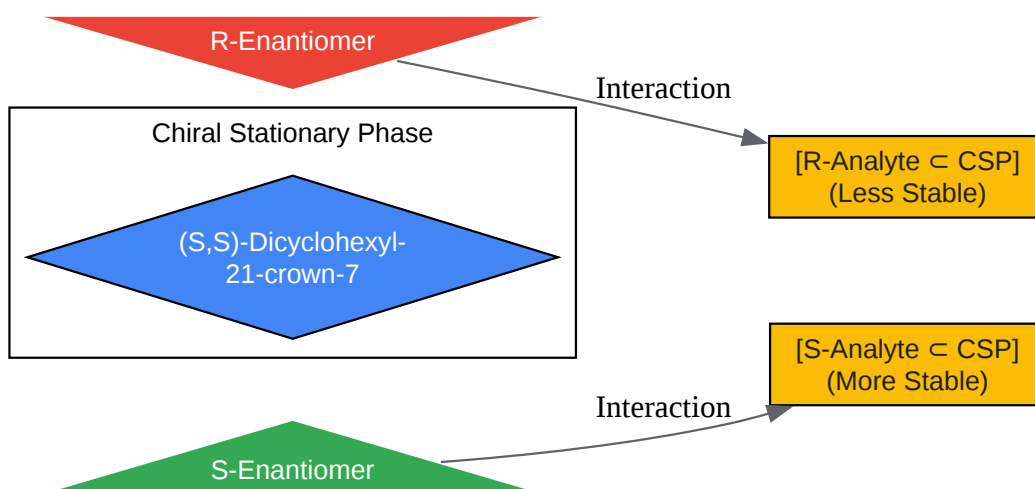 R-Enantiomer
Interaction
Chiral Stationary Phase
[R-Analyte ⊂ CSP]
(Less Stable)
(S,S)-Dicyclohexyl-
21-crown-7
[S-Analyte ⊂ CSP]
(More Stable)
Interaction
S-Enantiomer